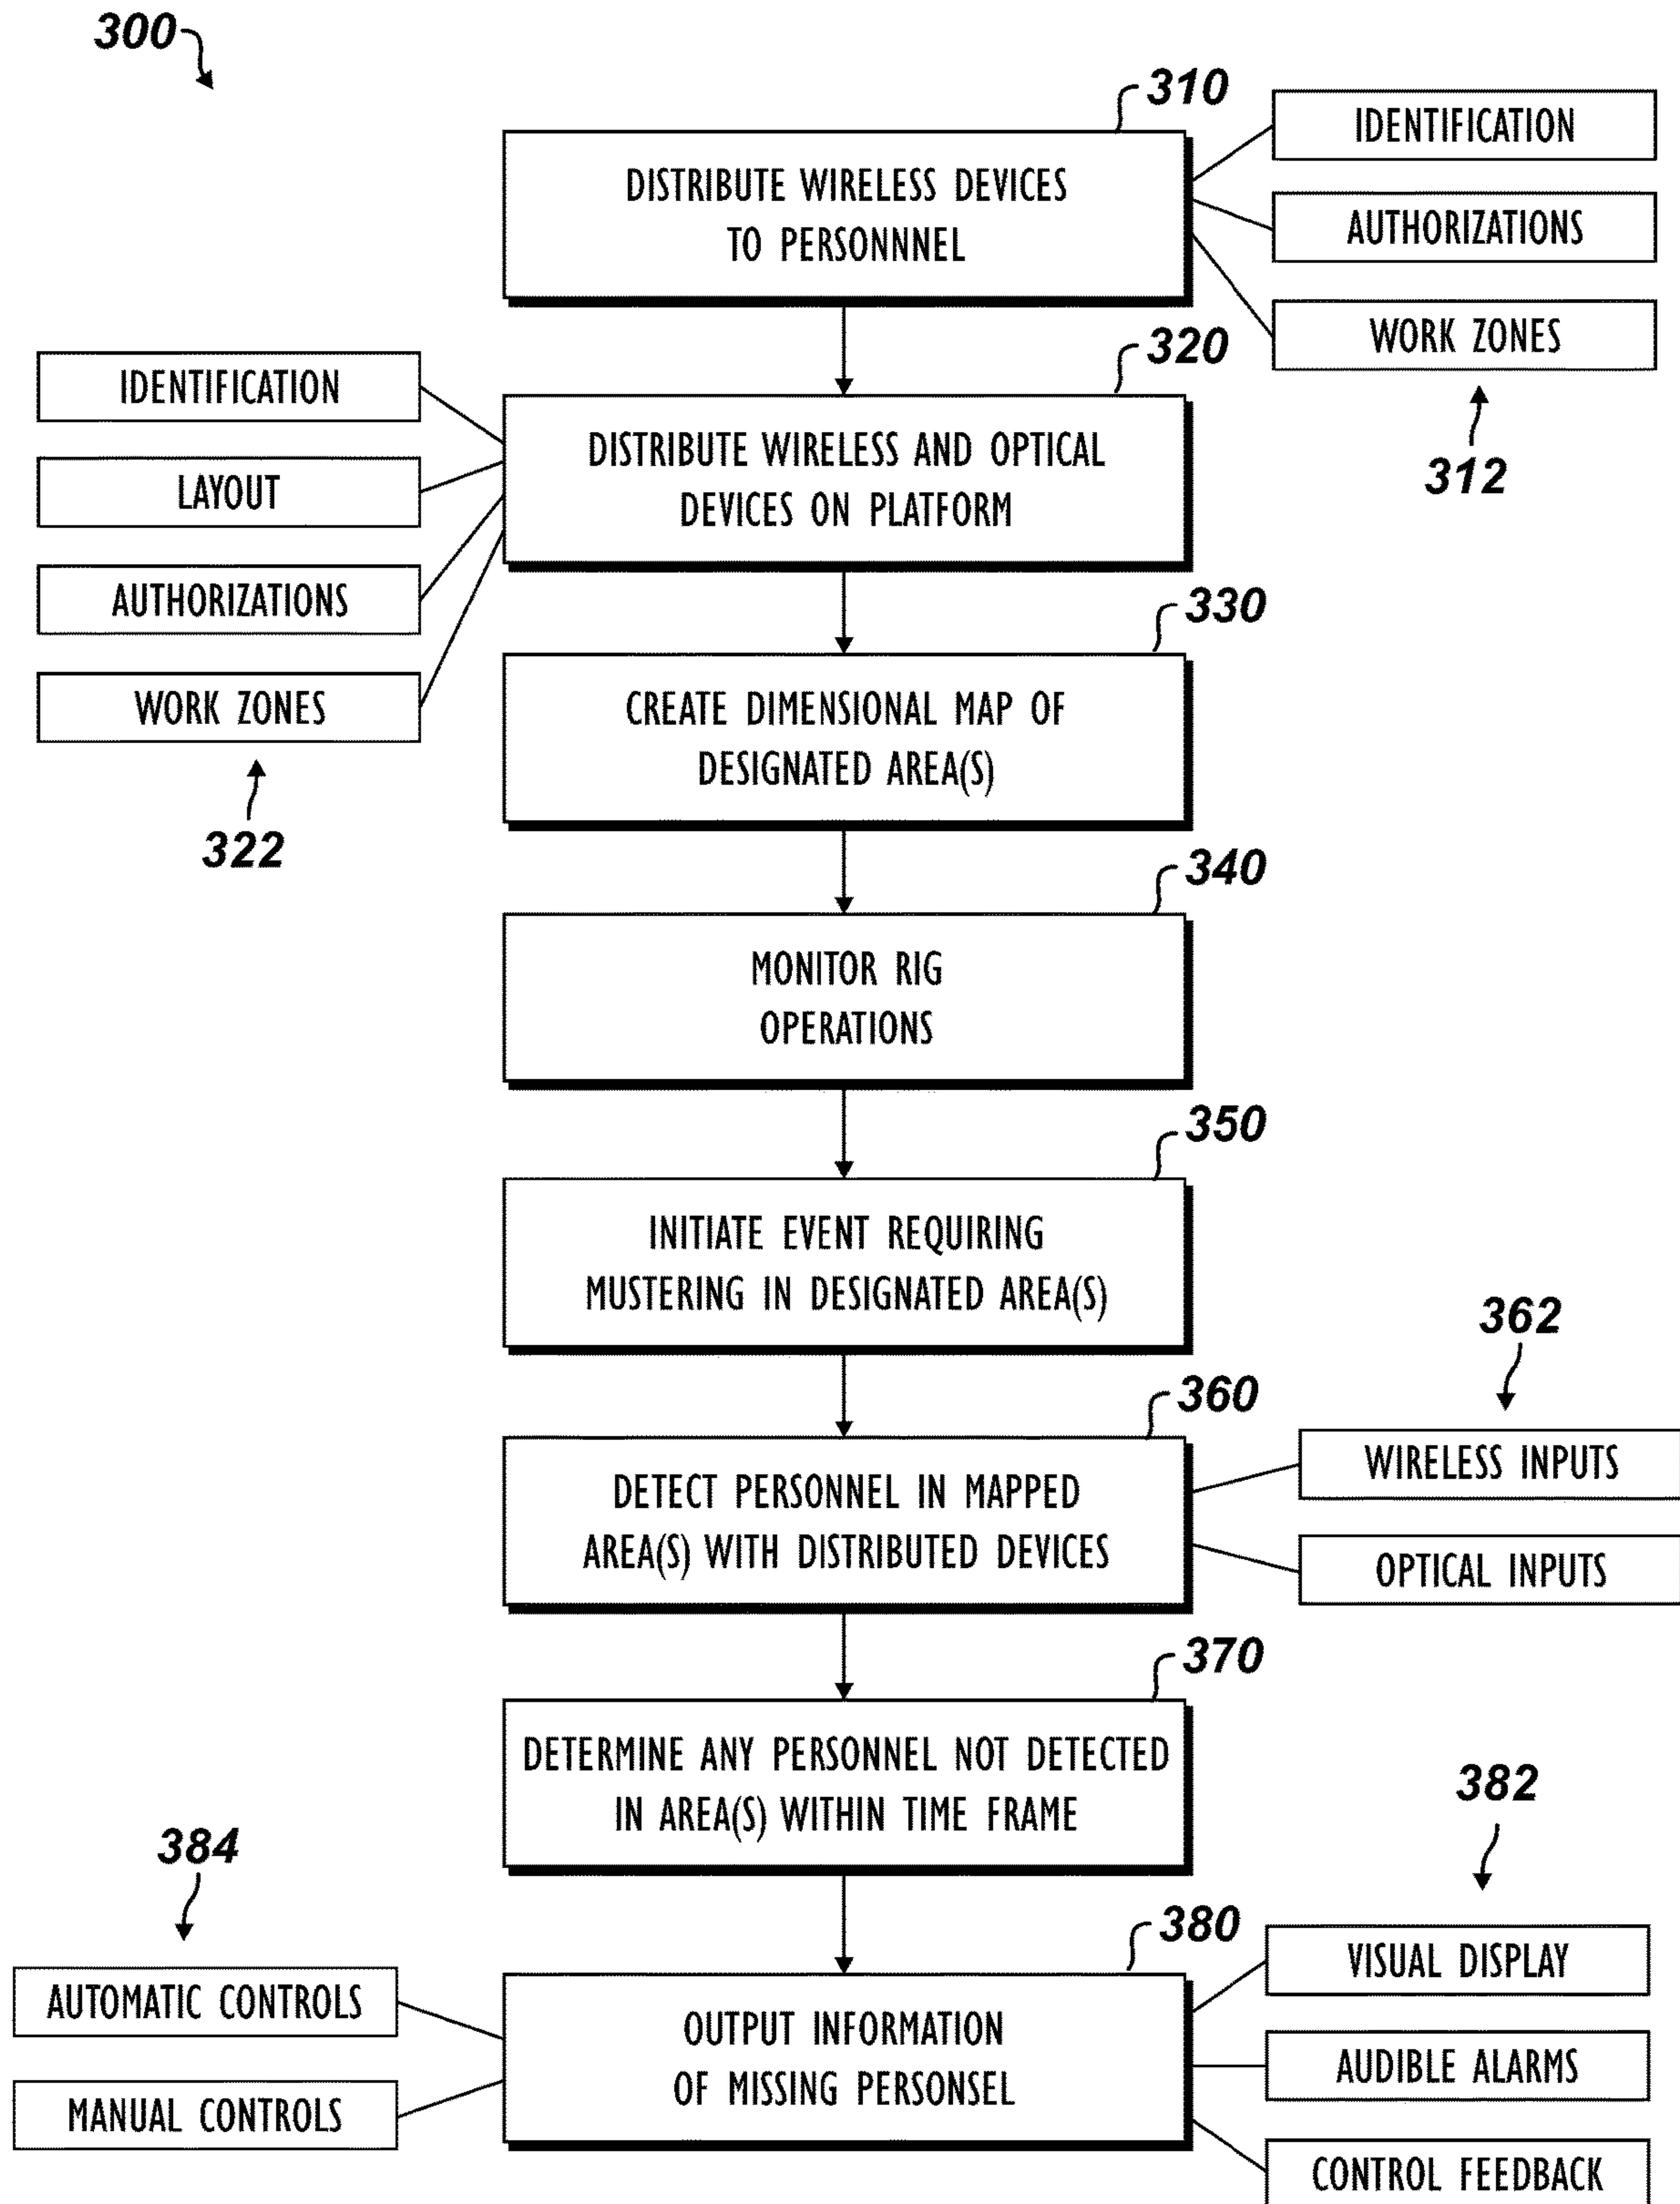 300
310
DISTRIBUTE WIRELESS DEVICES
TO PERSONNNEL
IDENTIFICATION
AUTHORIZATIONS
WORK ZONES
312
320
DISTRIBUTE WIRELESS AND OPTICAL
DEVICES ON PLATFORM
IDENTIFICATION
LAYOUT
AUTHORIZATIONS
WORK ZONES
322
330
CREATE DIMENSIONAL MAP OF
DESIGNATED AREA(S)
340
MONITOR RIG
OPERATIONS
350
INITIATE EVENT REQUIRING
MUSTERING IN DESIGNATED AREA(S)
360
DETECT PERSONNEL IN MAPPED
AREA(S) WITH DISTRIBUTED DEVICES
362
WIRELESS INPUTS
OPTICAL INPUTS
370
DETERMINE ANY PERSONNEL NOT DETECTED
IN AREA(S) WITHIN TIME FRAME
380
OUTPUT INFORMATION
OF MISSING PERSONSEL
384
AUTOMATIC CONTROLS
MANUAL CONTROLS
382
VISUAL DISPLAY
AUDIBLE ALARMS
CONTROL FEEDBACK